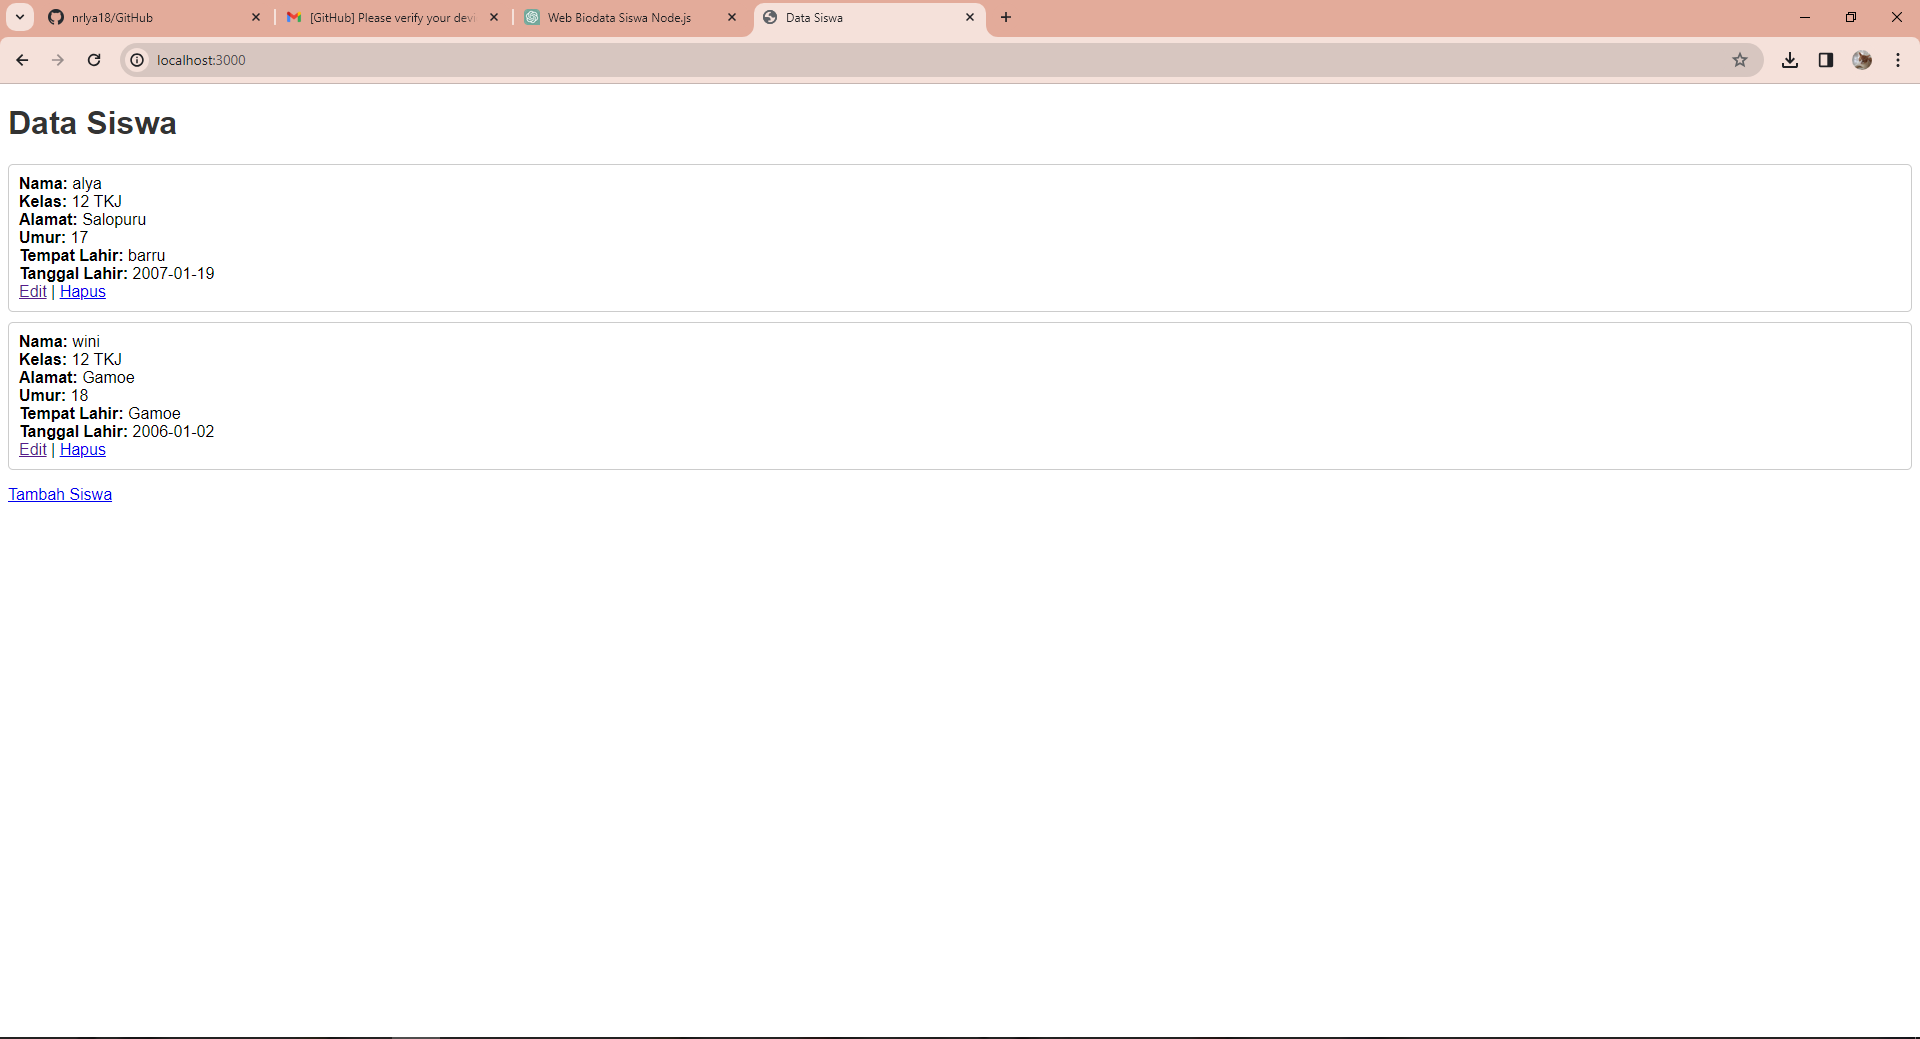 nrlya18/GitHub
[GitHub] Please verify your devi
Web Biodata Siswa Node.js
Data Siswa
localhost:3000
Data Siswa
Nama: alya
Kelas: 12 TKJ
Alamat: Salopuru
Umur: 17
Tempat Lahir: barru
Tanggal Lahir: 2007-01-19
Edit | Hapus
Nama: wini
Kelas: 12 TKJ
Alamat: Gamoe
Umur: 18
Tempat Lahir: Gamoe
Tanggal Lahir: 2006-01-02
Edit | Hapus
Tambah Siswa